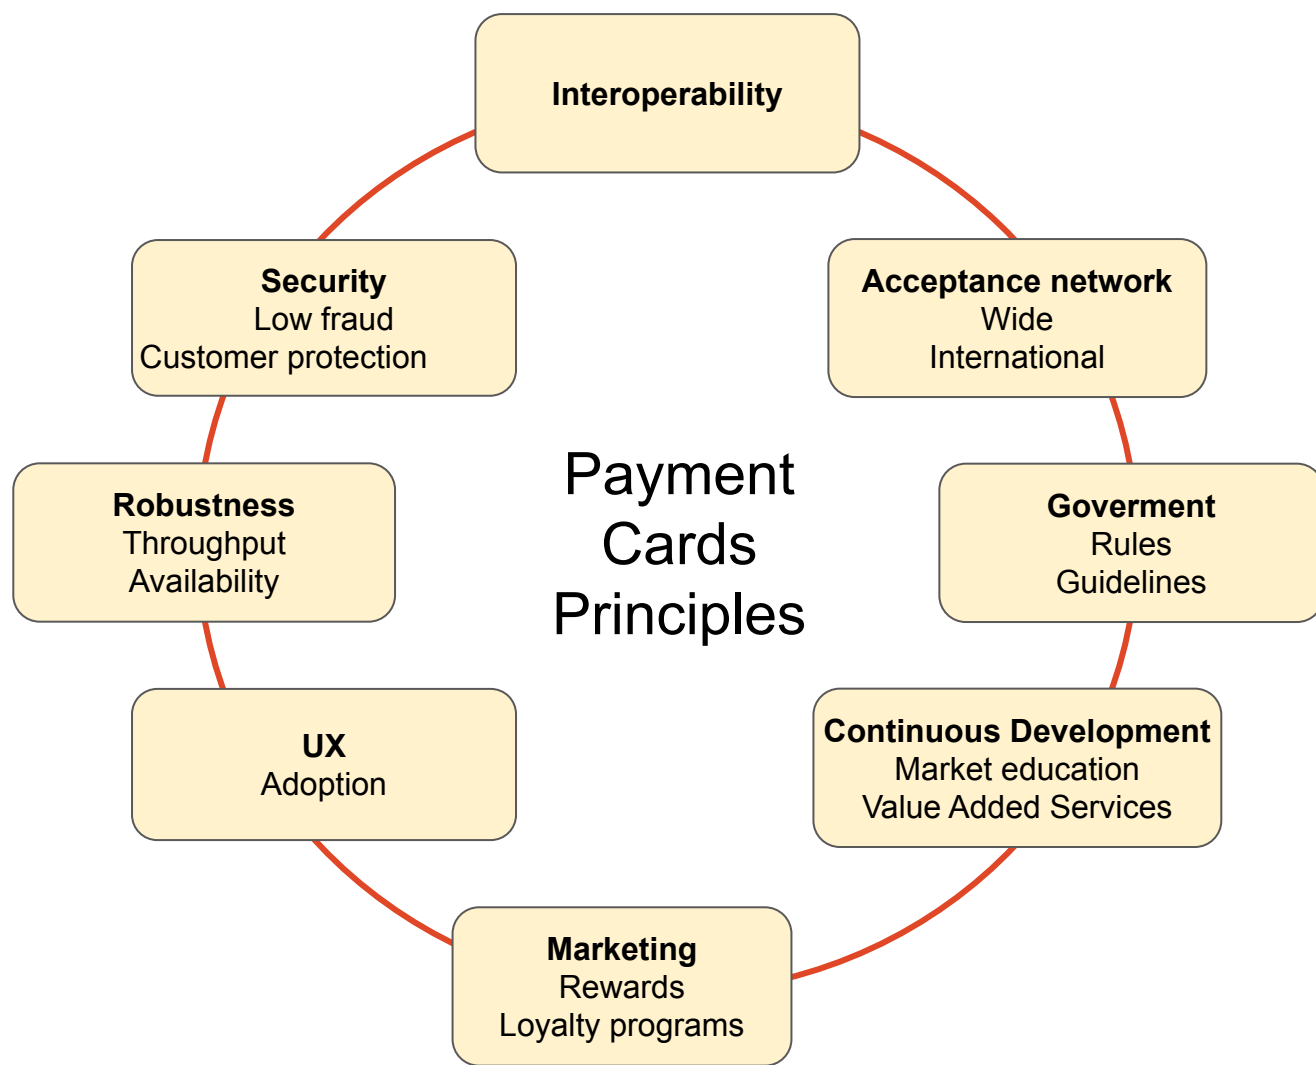 Interoperability
Security
Low fraud
Customer protection
Acceptance network
Wide
International
Payment
Cards
Principles
Robustness
Throughput
Availability
Goverment
Rules
Guidelines
UX
Adoption
Continuous Development
Market education
Value Added Services
Marketing
Rewards
Loyalty programs